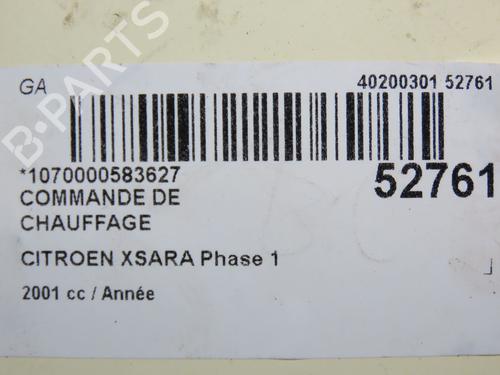 GA
40200301 52761
*1070000583627
52761
COMMANDE DE
CHAUFFAGE
CITROEN XSARA Phase 1
2001 cc / Année
B-PARTS